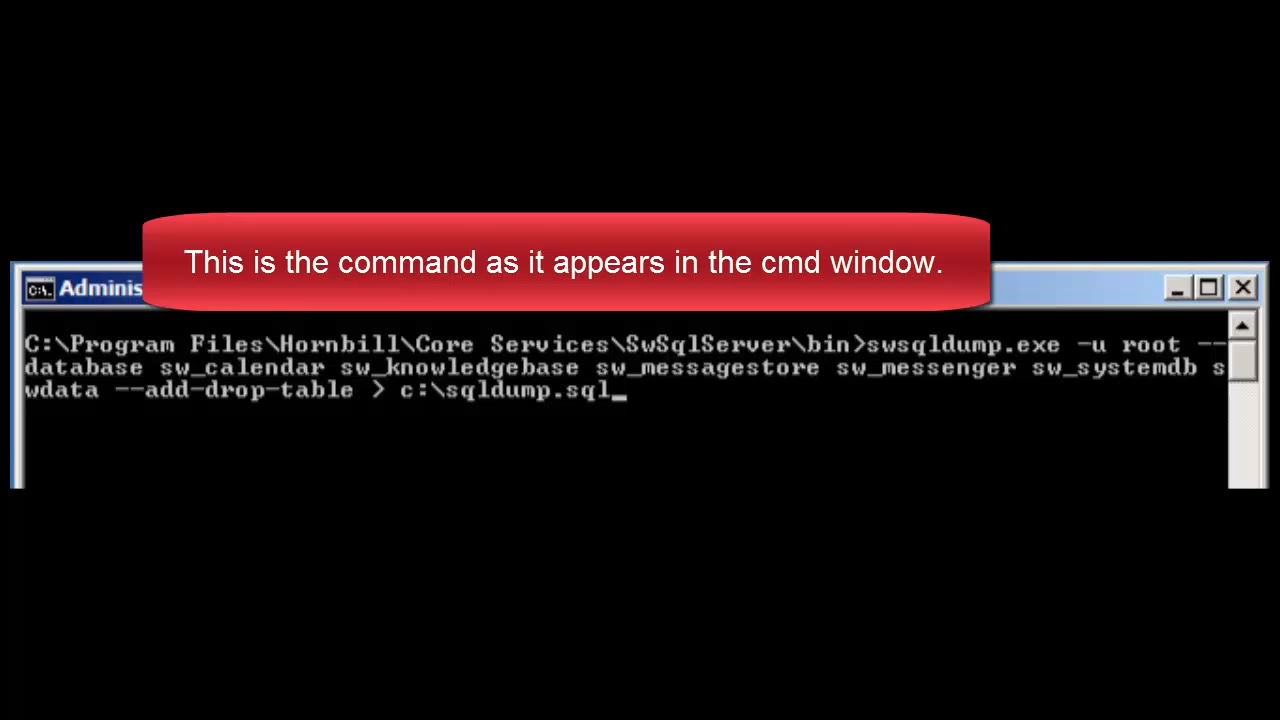 This is the command as it appears in the cmd window.
Adminis
C:\Program Files\Hornbill\Core Services\SwSqlServer\bin>swsqldump.exe -u root --
database sw_calendar sw_knowledgebase sw_messagestore sw_messenger sw_systemdb s
wdata --add-drop-table > c:\sqldump.sql_